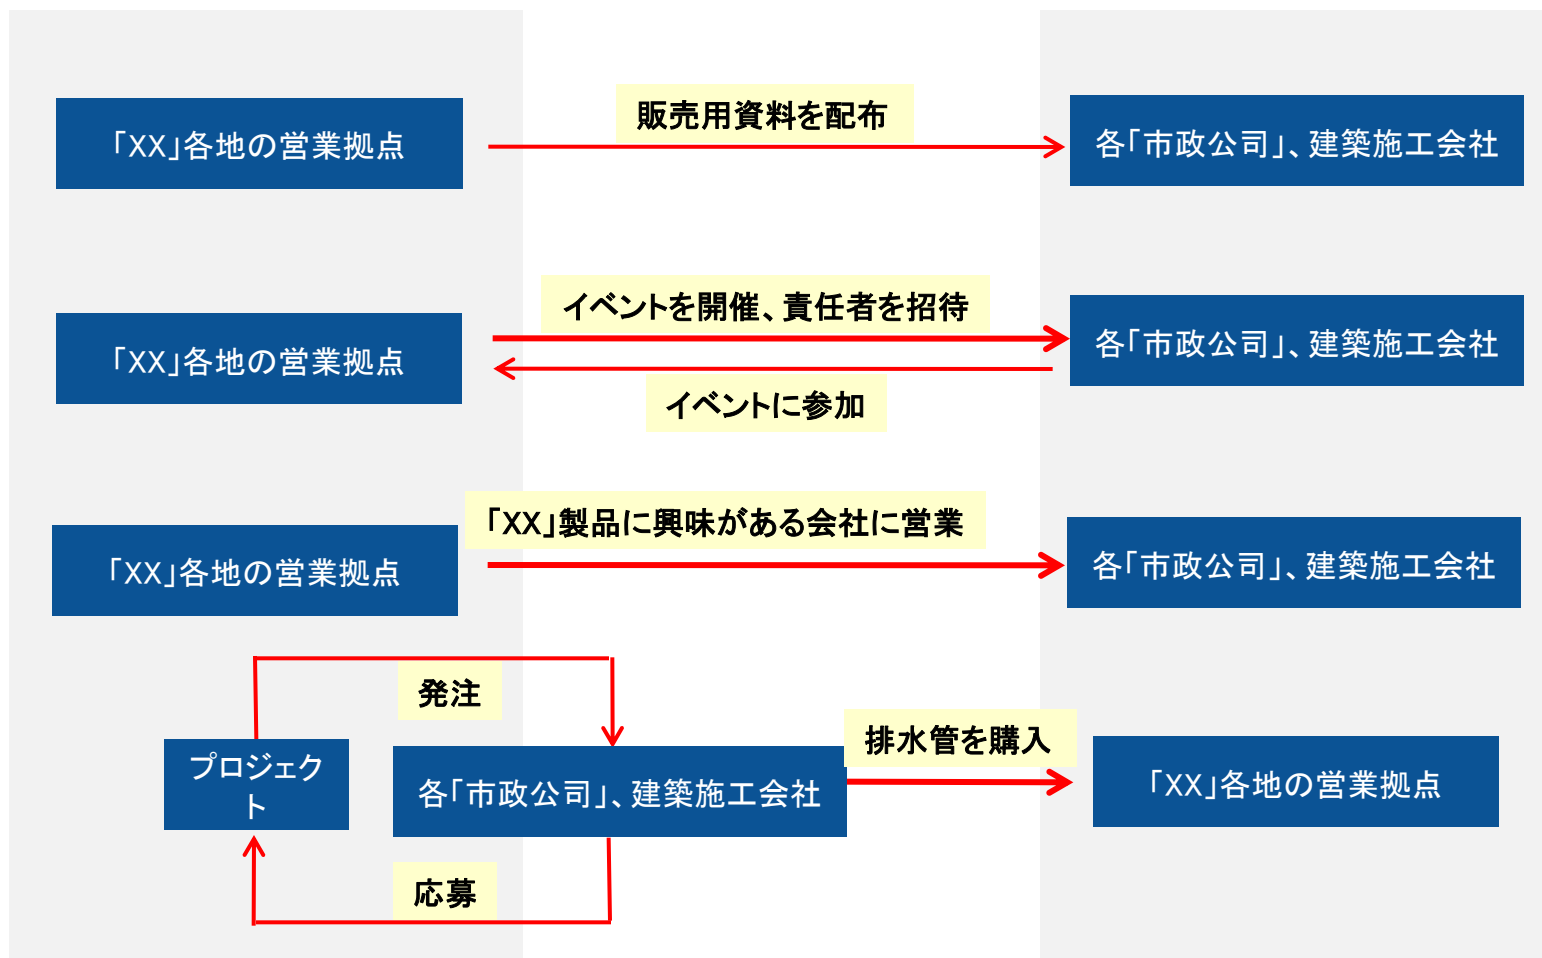 「XX」各地の営業拠点
販売用資料を配布
各「市政公司」、建築施工会社
「XX」各地の営業拠点
イベントを開催、責任者を招待
イベントに参加
各「市政公司」、建築施工会社
「XX」各地の営業拠点
「XX」製品に興味がある会社に営業
各「市政公司」、建築施工会社
発注
プロジェク
ト
各「市政公司」、建築施工会社
応募
排水管を購入
「XX」各地の営業拠点